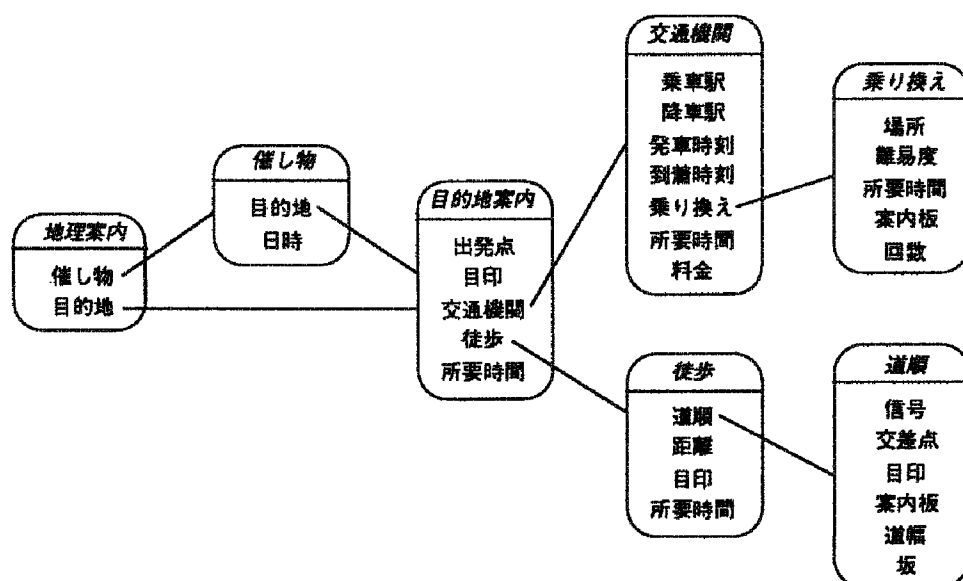 地理案内
催し物
目的地
催し物
目的地
日時
目的地案内
出発点
目印
交通機関
徒歩
所要時間
交通機関
乗車駅
降車駅
発車時刻
到着時刻
乗り換え
所要時間
料金
乗り換え
場所
難易度
所要時間
案内板
回数
徒歩
道順
距離
目印
所要時間
道順
信号
交差点
目印
案内板
道幅
坂